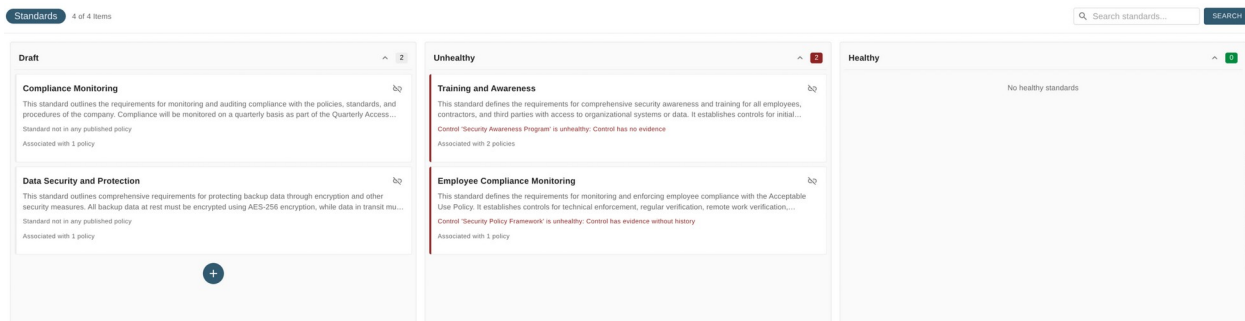 Standards 4 of 4 Items
Search standards... SEARCH
Draft 2
Compliance Monitoring
This standard outlines the requirements for monitoring and auditing compliance with the policies, standards, and
procedures of the company. Compliance will be monitored on a quarterly basis as part of the Quarterly Access...
Standard not in any published policy
Associated with 1 policy
Data Security and Protection
This standard outlines comprehensive requirements for protecting backup data through encryption and other
security measures. All backup data at rest must be encrypted using AES-256 encryption, while data in transit mu...
Standard not in any published policy
Associated with 1 policy
Unhealthy 2
Training and Awareness
This standard defines the requirements for comprehensive security awareness and training for all employees,
contractors, and third parties with access to organizational systems or data. It establishes controls for initial...
Control 'Security Awareness Program' is unhealthy: Control has no evidence
Associated with 2 policies
Employee Compliance Monitoring
This standard defines the requirements for monitoring and enforcing employee compliance with the Acceptable
Use Policy. It establishes controls for technical enforcement, regular verification, remote work verification,...
Control 'Security Policy Framework' is unhealthy: Control has evidence without history
Associated with 1 policy
Healthy 0
No healthy standards